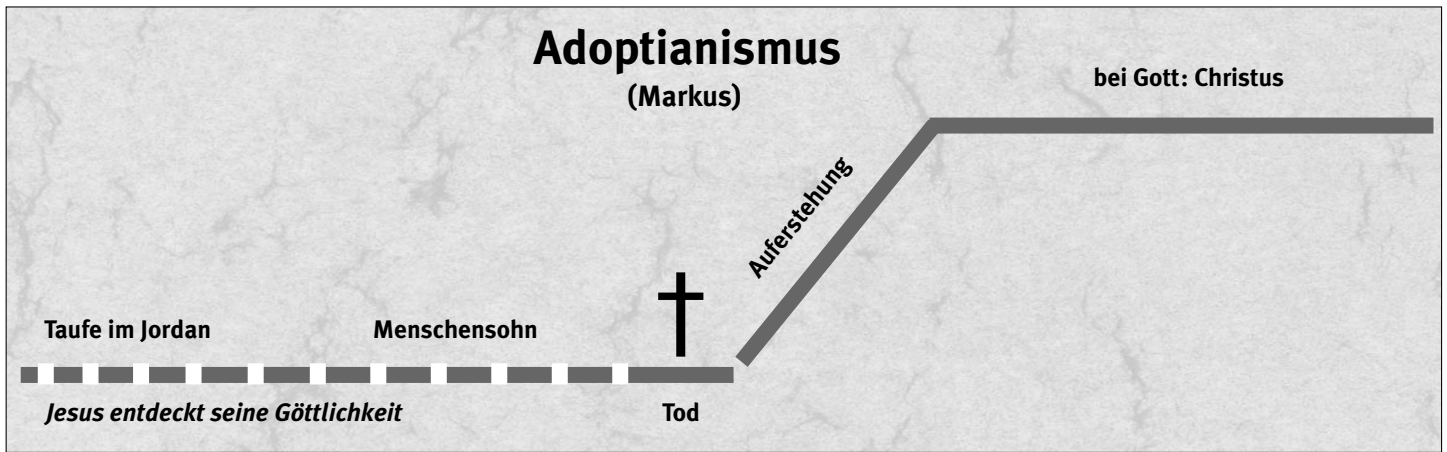 Adoptianismus
(Markus)
bei Gott: Christus
Auferstehung
Taufe im Jordan
Menschensohn
Jesus entdeckt seine Göttlichkeit
Tod